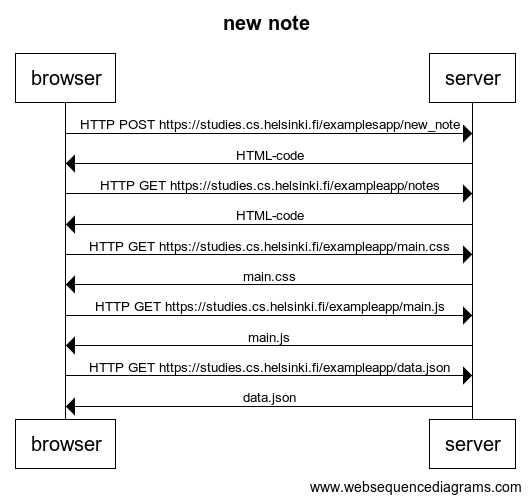 new note
browser server
HTTP POST https://studies.cs.helsinki.fi/examplesapp/new_note
HTML-code
HTTP GET https://studies.cs.helsinki.fi/exampleapp/notes
HTML-code
HTTP GET https://studies.cs.helsinki.fi/exampleapp/main.css
main.css
HTTP GET https://studies.cs.helsinki.fi/exampleapp/main.js
main.js
HTTP GET https://studies.cs.helsinki.fi/exampleapp/data.json
data.json
browser server
www.websequencediagrams.com